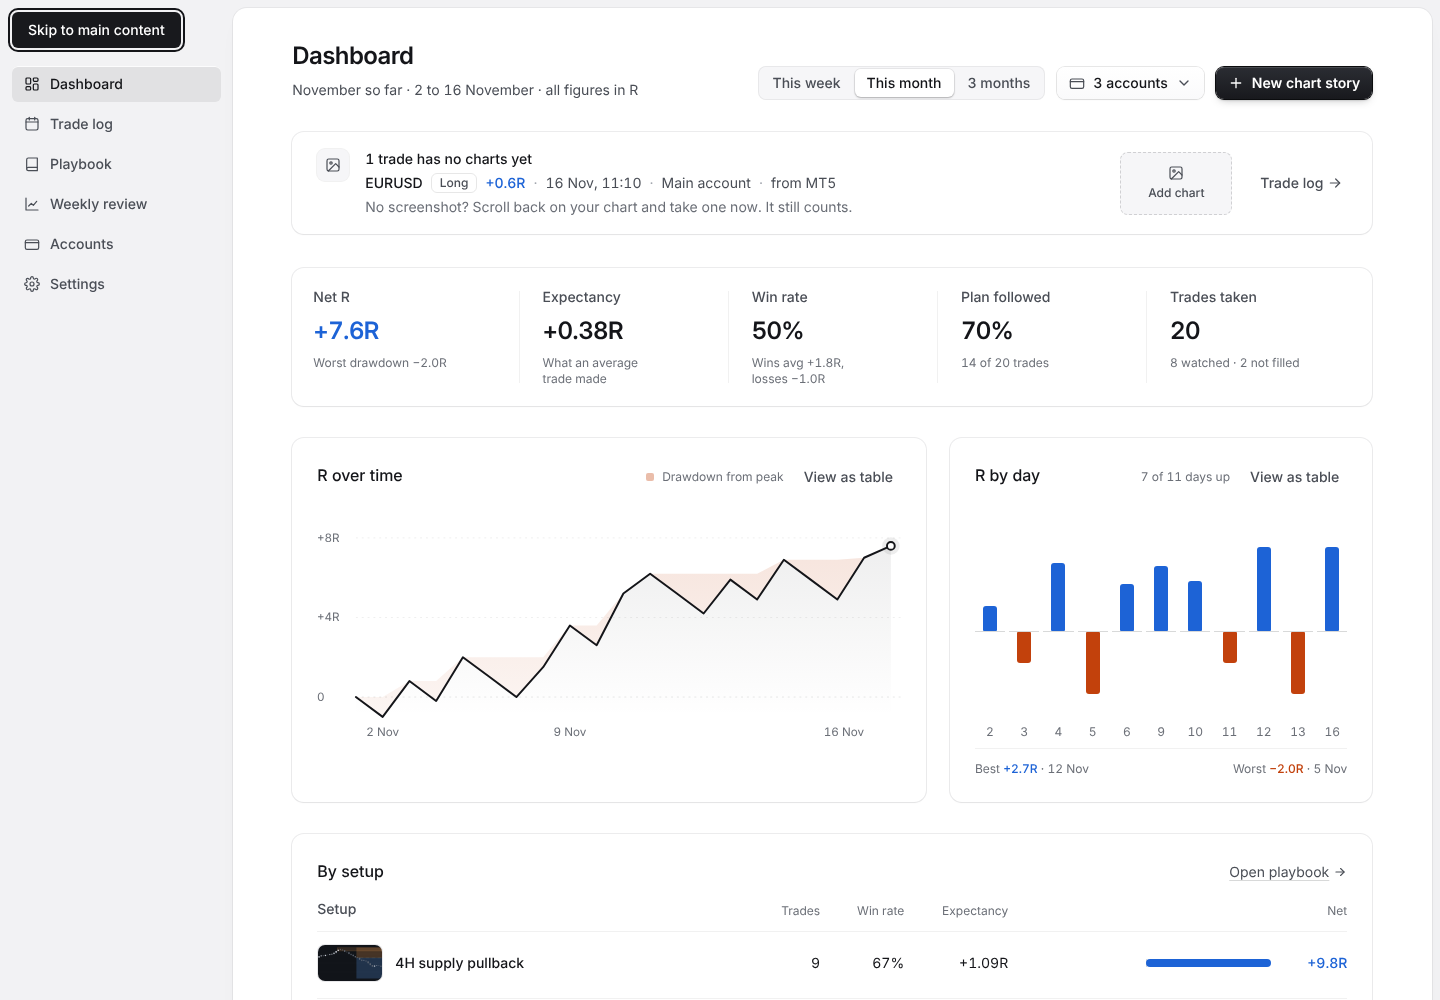 Skip to main content
Dashboard
Trade log
Playbook
Weekly review
Accounts
Settings
Dashboard
November so far · 2 to 16 November · all figures in R
This week This month 3 months
3 accounts
New chart story
1 trade has no charts yet
EURUSD Long +0.6R · 16 Nov, 11:10 · Main account · from MT5
No screenshot? Scroll back on your chart and take one now. It still counts.
Add chart
Trade log →
Net R
+7.6R
Worst drawdown −2.0R
Expectancy
+0.38R
What an average
trade made
Win rate
50%
Wins avg +1.8R,
losses −1.0R
Plan followed
70%
14 of 20 trades
Trades taken
20
8 watched · 2 not filled
R over time
Drawdown from peak
View as table
+8R
+4R
0
2 Nov 9 Nov 16 Nov
R by day
7 of 11 days up
View as table
2 3 4 5 6 9 10 11 12 13 16
Best +2.7R · 12 Nov
Worst −2.0R · 5 Nov
By setup
Open playbook →
Setup Trades Win rate Expectancy Net
4H supply pullback 9 67% +1.09R +9.8R